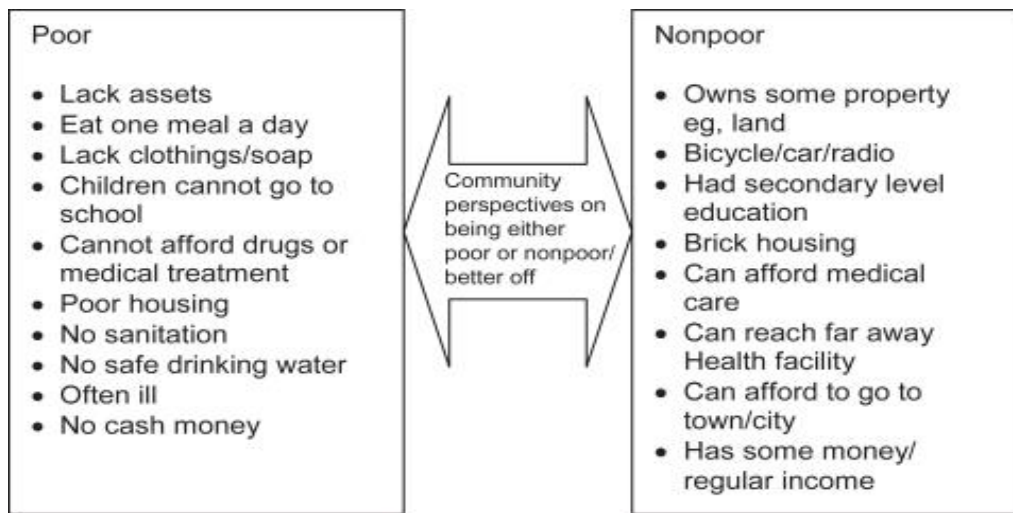 Poor
• Lack assets
• Eat one meal a day
• Lack clothings/soap
• Children cannot go to
school
• Cannot afford drugs or
medical treatment
• Poor housing
• No sanitation
• No safe drinking water
• Often ill
• No cash money
Community
perspectives on
being either
poor or nonpoor/
better off
Nonpoor
• Owns some property
eg, land
• Bicycle/car/radio
• Had secondary level
education
• Brick housing
• Can afford medical
care
• Can reach far away
Health facility
• Can afford to go to
town/city
• Has some money/
regular income